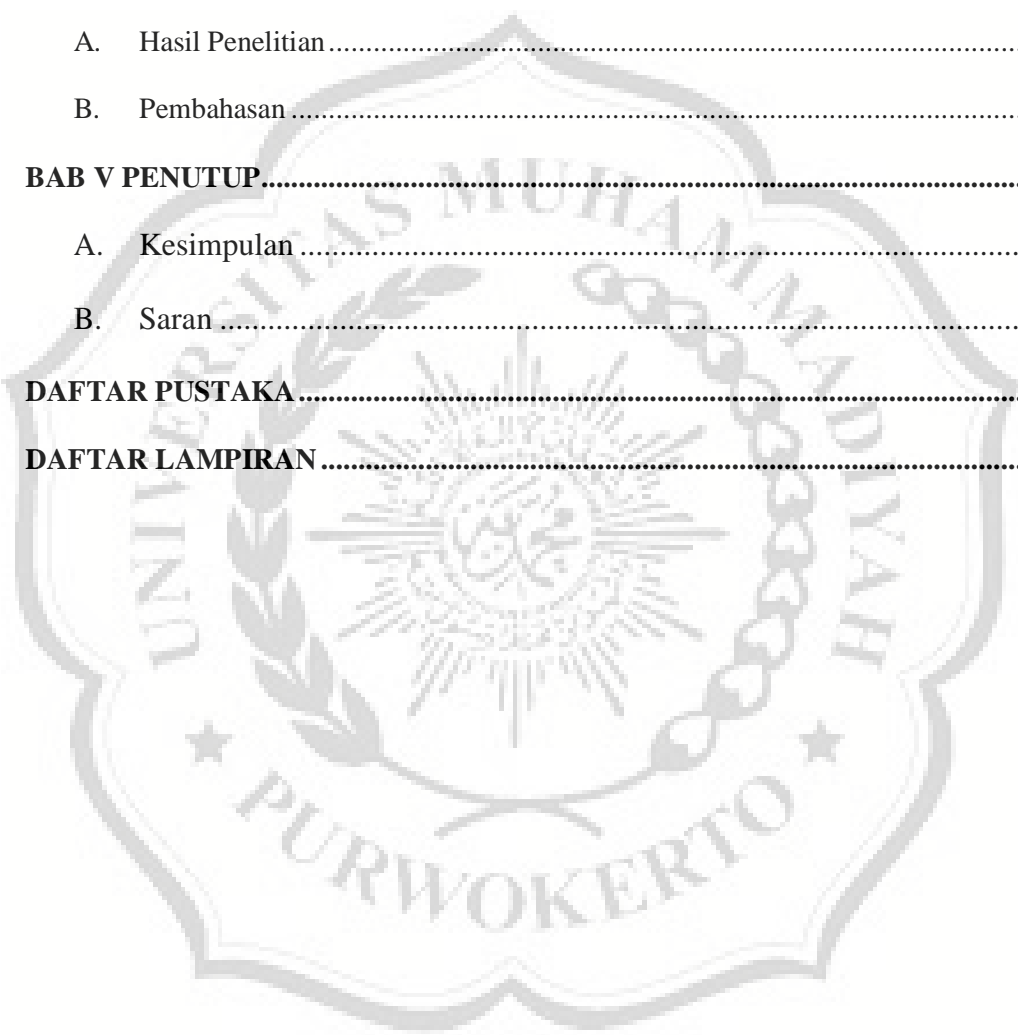 A. Hasil Penelitian
B. Pembahasan
BAB V PENUTUP
A. Kesimpulan
B. Saran
DAFTAR PUSTAKA
DAFTAR LAMPIRAN
UNIVERSITAS MUHAMMADIYAH
PURWOKERTO